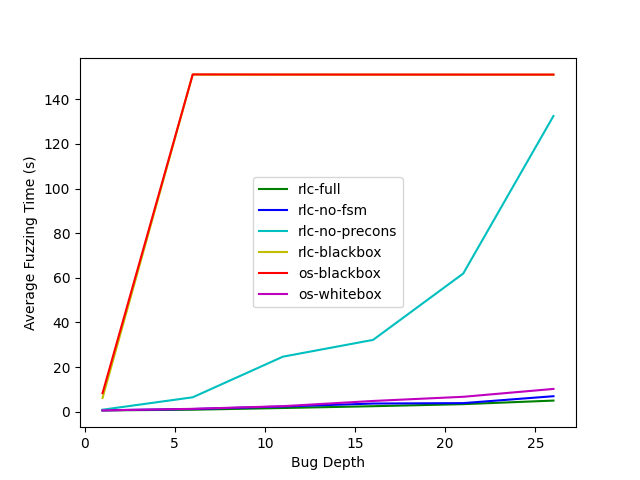 140
120
100
80
60
40
20
0
Average Fuzzing Time (s)
rlc-full
rlc-no-fsm
rlc-no-precons
rlc-blackbox
os-blackbox
os-whitebox
0 5 10 15 20 25
Bug Depth